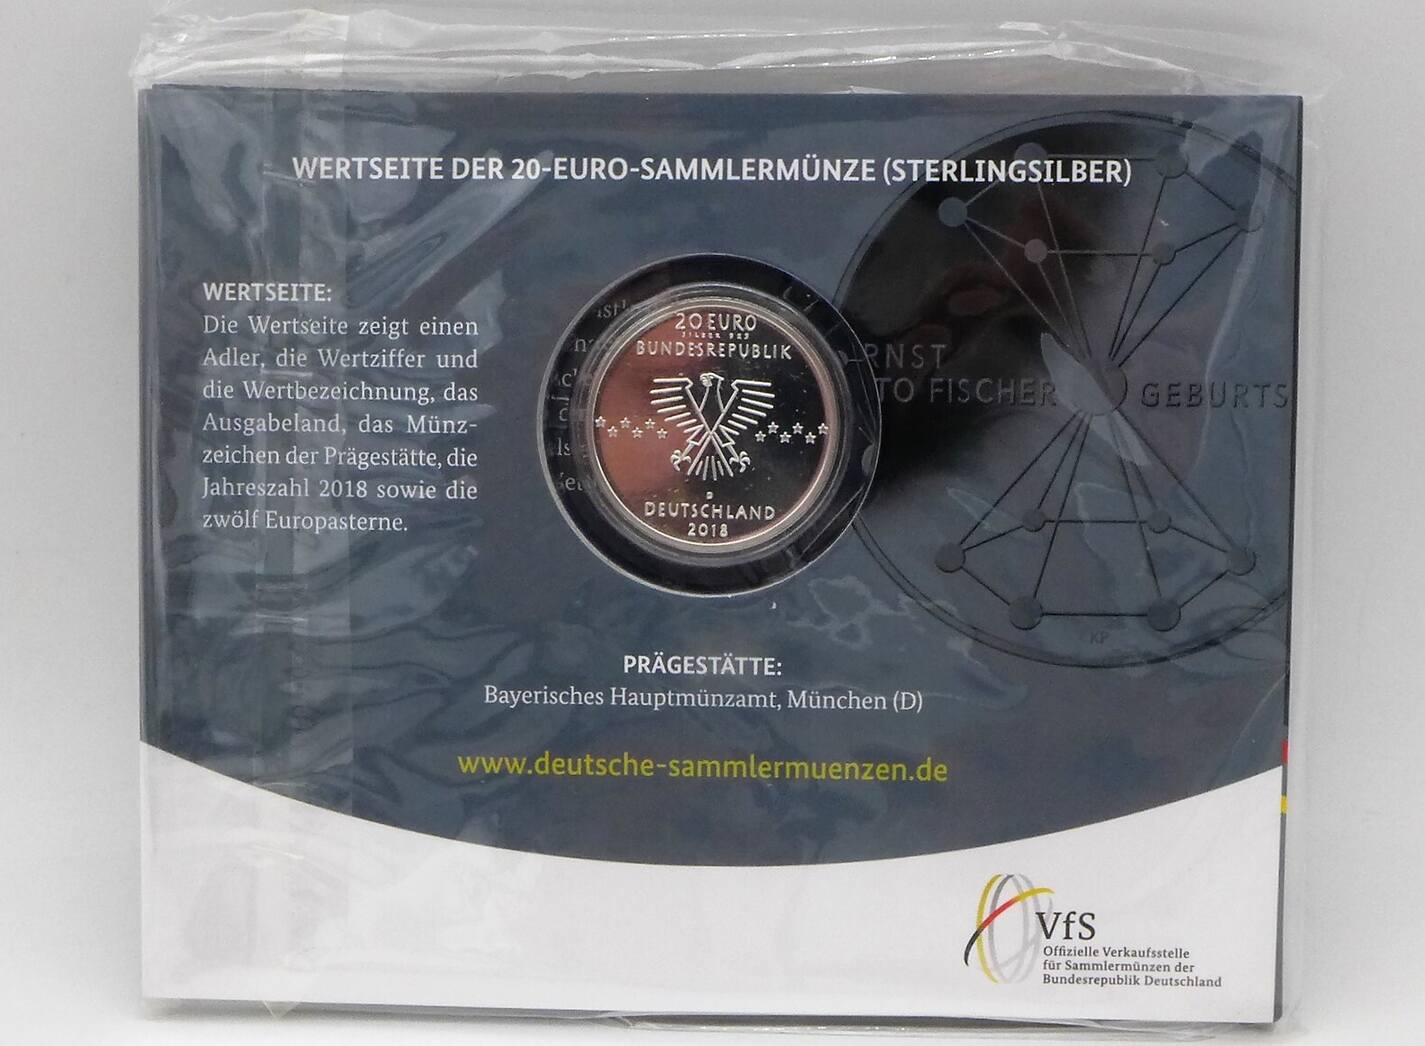 WERTSEITE DER 20-EURO-SAMMLERMÜNZE (STERLINGSILBER)
WERTSEITE:
Die Wertseite zeigt einen
Adler, die Wertziffer und
die Wertbezeichnung, das
Ausgabeland, das Münz-
zeichen der Prägestätte, die
Jahreszahl 2018 sowie die
zwölf Europasterne.
20 EURO
SILBER 925
BUNDESREPUBLIK
D
DEUTSCHLAND
2018
RNST
TO FISCHER
GEBURTS
KP
PRÄGESTÄTTE:
Bayerisches Hauptmünzamt, München (D)
www.deutsche-sammlermuenzen.de
VfS
Offizielle Verkaufsstelle
für Sammlermünzen der
Bundesrepublik Deutschland